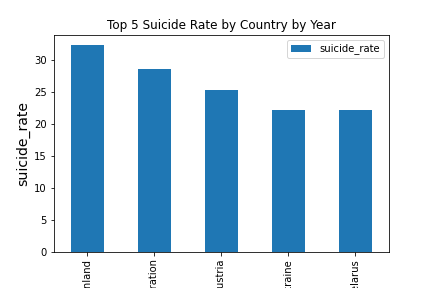 Top 5 Suicide Rate by Country by Year
suicide_rate
suicide_rate
30
25
20
15
10
5
0
nland
ration
ustria
traine
elarus